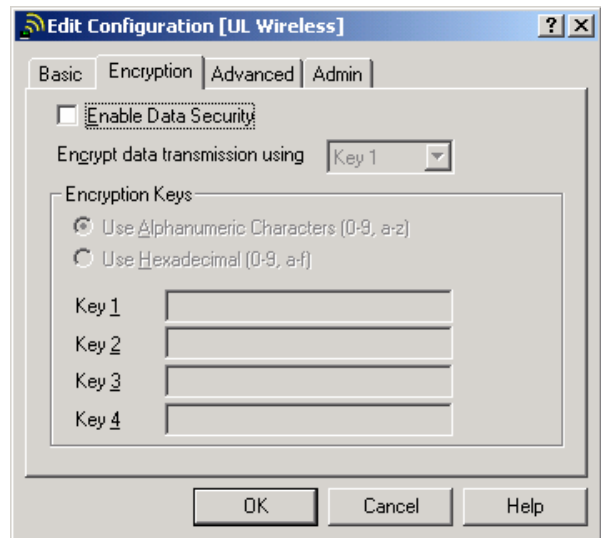 Edit Configuration [UL Wireless]
Basic Encryption Advanced Admin
Enable Data Security
Encrypt data transmission using Key 1
Encryption Keys
Use Alphanumeric Characters (0-9, a-z)
Use Hexadecimal (0-9, a-f)
Key 1
Key 2
Key 3
Key 4
OK Cancel Help